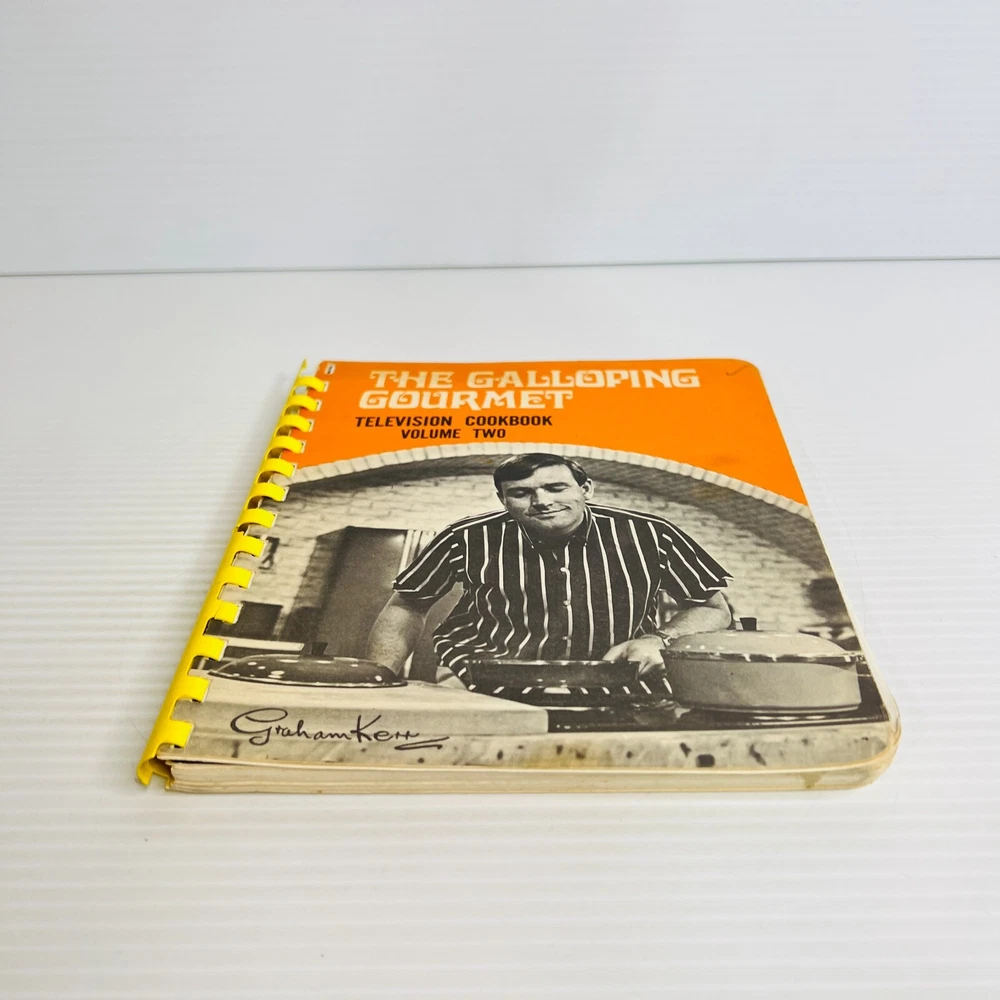 THE GALLOPING
GOURMET
TELEVISION COOKBOOK
VOLUME TWO
Graham Kerr